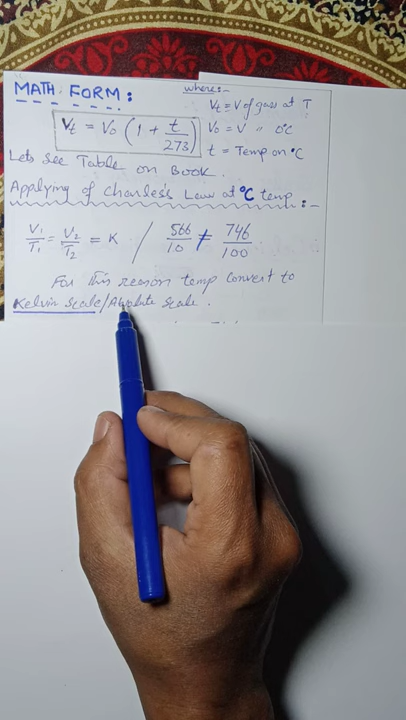 MATH FORM:
where:-
Vt = V of gass at T
Vt = V₀ (1 + t/273)
V₀ = V " 0°C
t = Temp on °C
Lets See Table on Book.
Applying of Charles's Law at °C temp:-
V₁/T₁ = V₂/T₂ = K / 566/10 ≠ 746/100
For this reason temp convert to
Kelvin Scale/Absolute Scale.